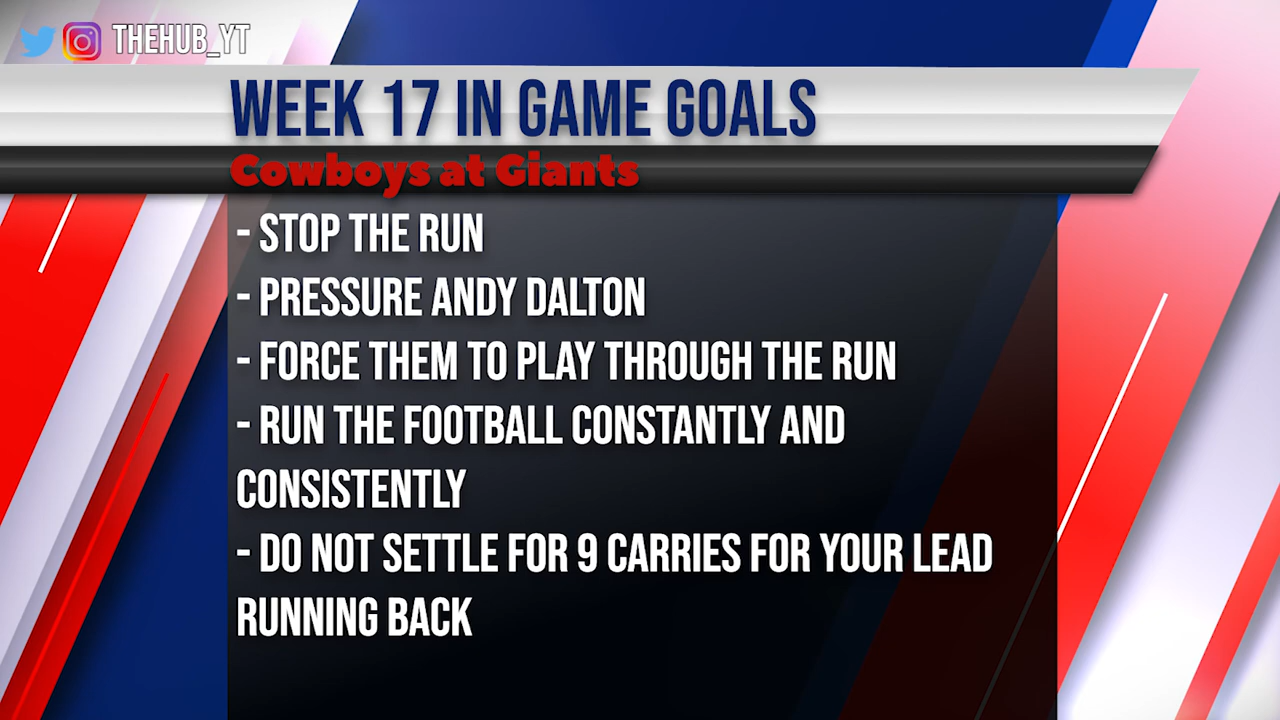 THEHUB_YT
WEEK 17 IN GAME GOALS
Cowboys at Giants
- STOP THE RUN
- PRESSURE ANDY DALTON
- FORCE THEM TO PLAY THROUGH THE RUN
- RUN THE FOOTBALL CONSTANTLY AND
CONSISTENTLY
- DO NOT SETTLE FOR 9 CARRIES FOR YOUR LEAD
RUNNING BACK